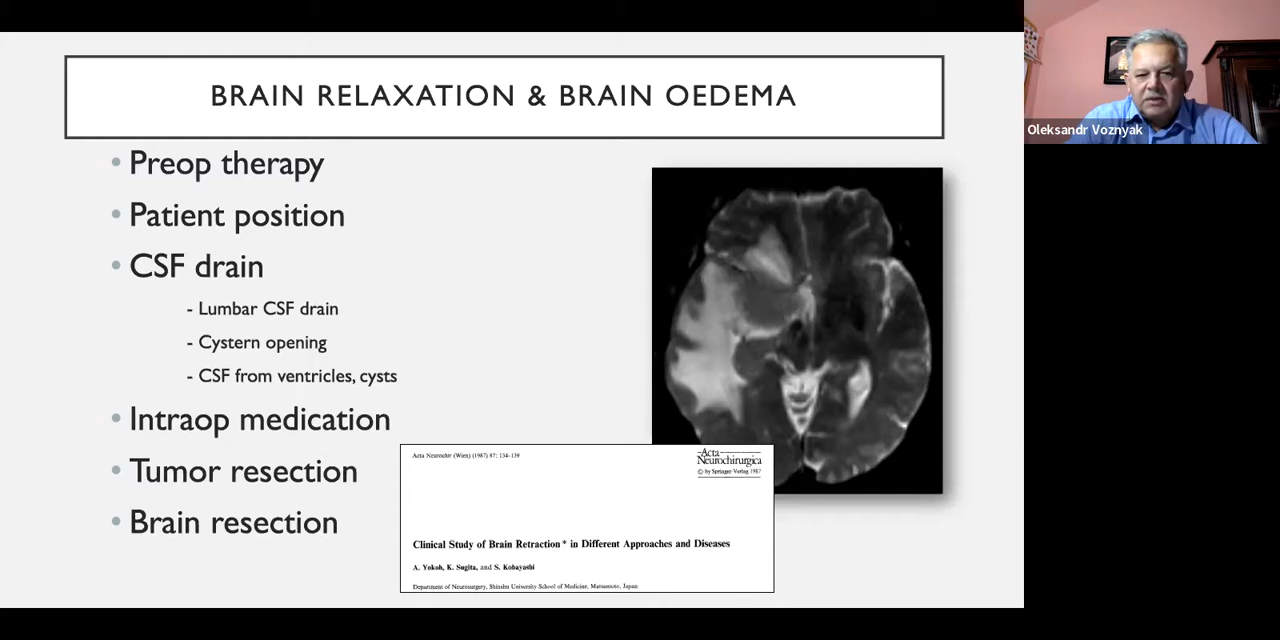 BRAIN RELAXATION & BRAIN OEDEMA
• Preop therapy
• Patient position
• CSF drain
- Lumbar CSF drain
- Cystern opening
- CSF from ventricles, cysts
• Intraop medication
• Tumor resection
• Brain resection
Acta Neurochir (Wien) (1987) 87: 134-139
Acta
Neurochirurgica
© by Springer-Verlag 1987
Clinical Study of Brain Retraction* in Different Approaches and Diseases
A. Yokoh, K. Sugita, and S. Kobayashi
Department of Neurosurgery, Shinshu University School of Medicine, Matsumoto, Japan
Oleksandr Voznyak